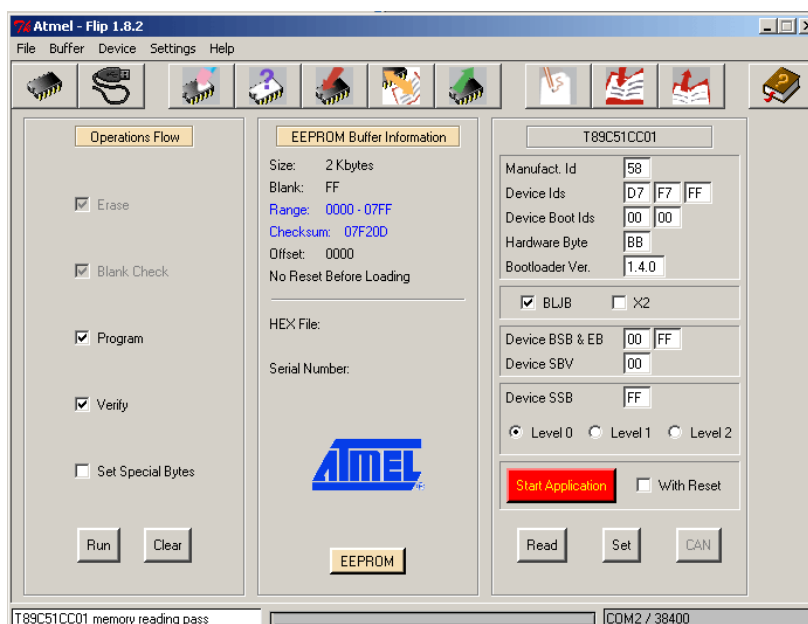 Atmel - Flip 1.8.2
File Buffer Device Settings Help
Operations Flow
Erase
Blank Check
Program
Verify
Set Special Bytes
Run Clear
EEPROM Buffer Information
Size: 2 Kbytes
Blank: FF
Range: 0000 - 07FF
Checksum: 07F20D
Offset: 0000
No Reset Before Loading
HEX File:
Serial Number:
ATMEL
EEPROM
T89C51CC01
Manufact. Id 58
Device Ids D7 F7 FF
Device Boot Ids 00 00
Hardware Byte BB
Bootloader Ver. 1.4.0
BLJB X2
Device BSB & EB 00 FF
Device SBV 00
Device SSB FF
Level 0 Level 1 Level 2
Start Application With Reset
Read Set CAN
T89C51CC01 memory reading pass COM2 / 38400